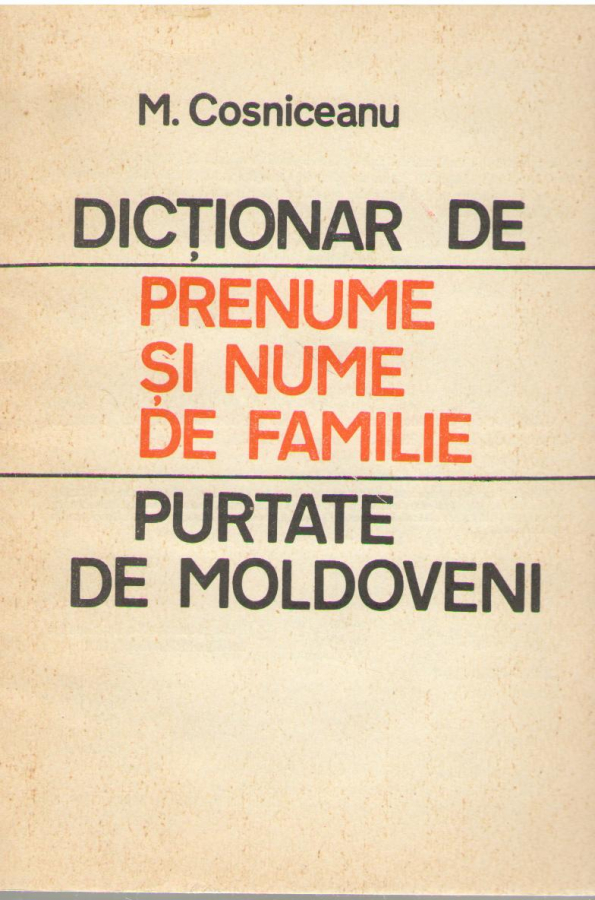 M. Cosniceanu
DICȚIONAR DE
PRENUME
ȘI NUME
DE FAMILIE
PURTATE
DE MOLDOVENI